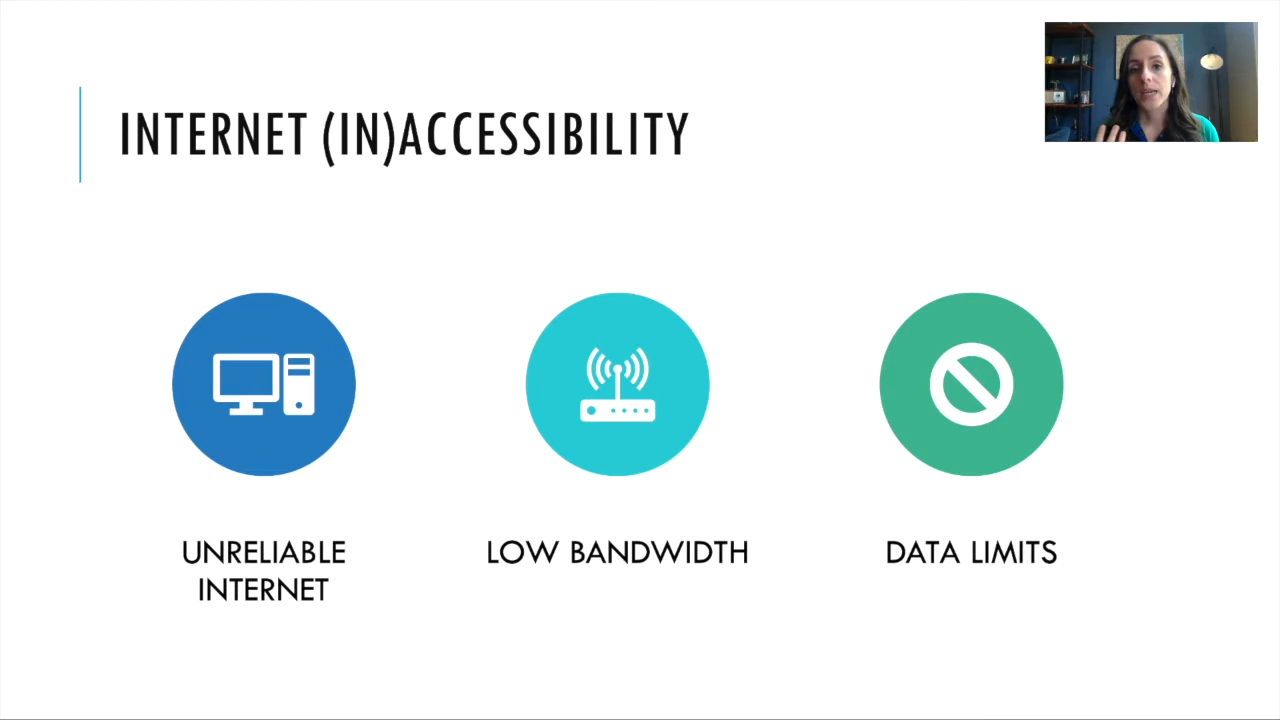 INTERNET (IN)ACCESSIBILITY
UNRELIABLE
INTERNET
LOW BANDWIDTH
DATA LIMITS